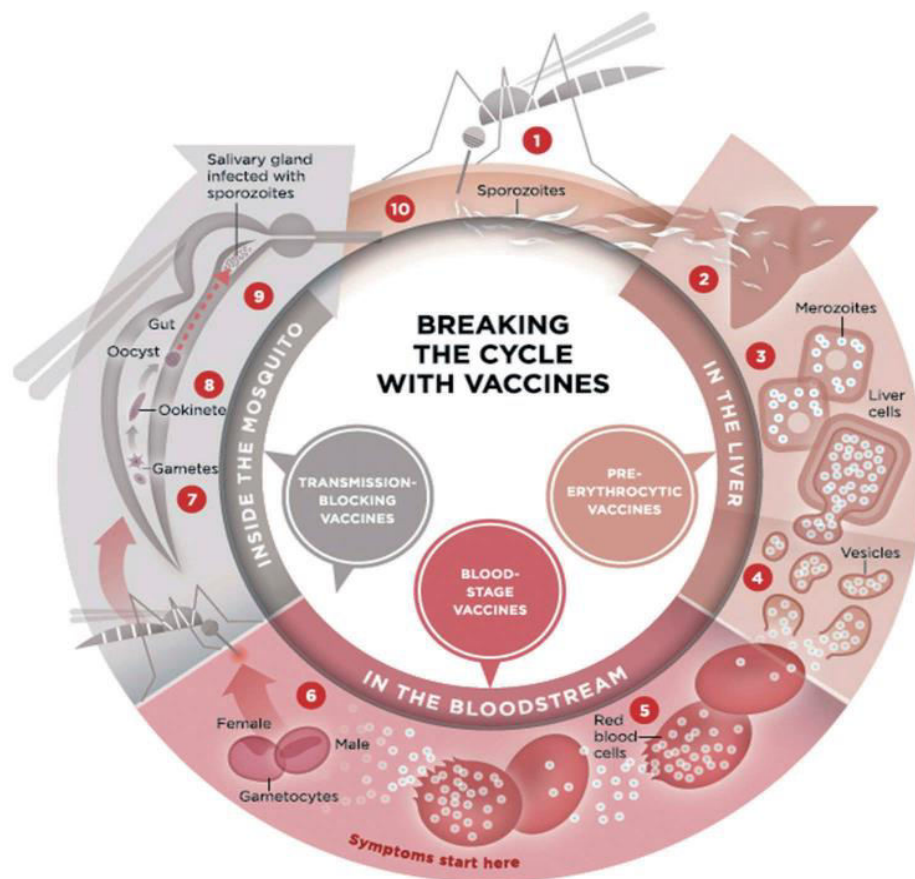 1
Salivary gland
infected with
sporozoites
10
Sporozoites
2
9
Merozoites
BREAKING
THE CYCLE
WITH VACCINES
Gut
3
Oocyst
8
Liver
cells
Ookinete
IN THE LIVER
INSIDE THE MOSQUITO
Gametes
TRANSMISSION-
BLOCKING
VACCINES
PRE-
ERYTHROCYTIC
VACCINES
7
Vesicles
BLOOD-
STAGE
VACCINES
4
IN THE BLOODSTREAM
6
5
Female
Male
Red
blood
cells
Gametocytes
Symptoms start here